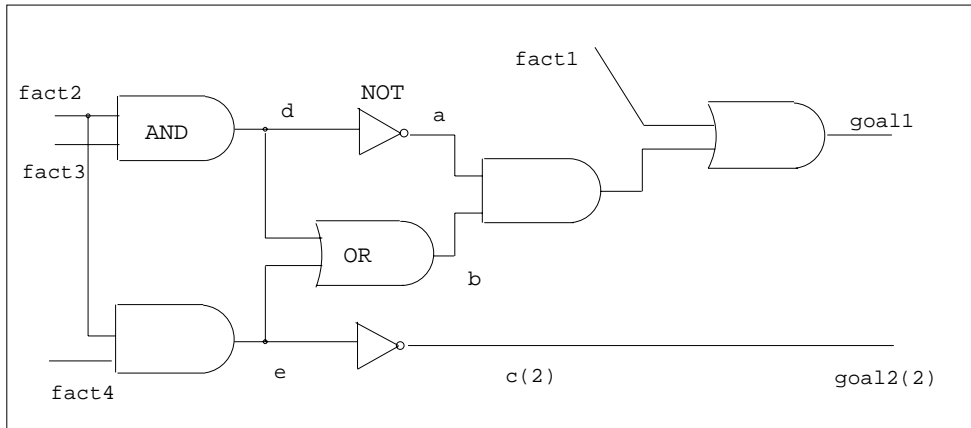 fact1
fact2
NOT
a
d
AND
goal1
fact3
OR
b
e
c(2)
goal2(2)
fact4